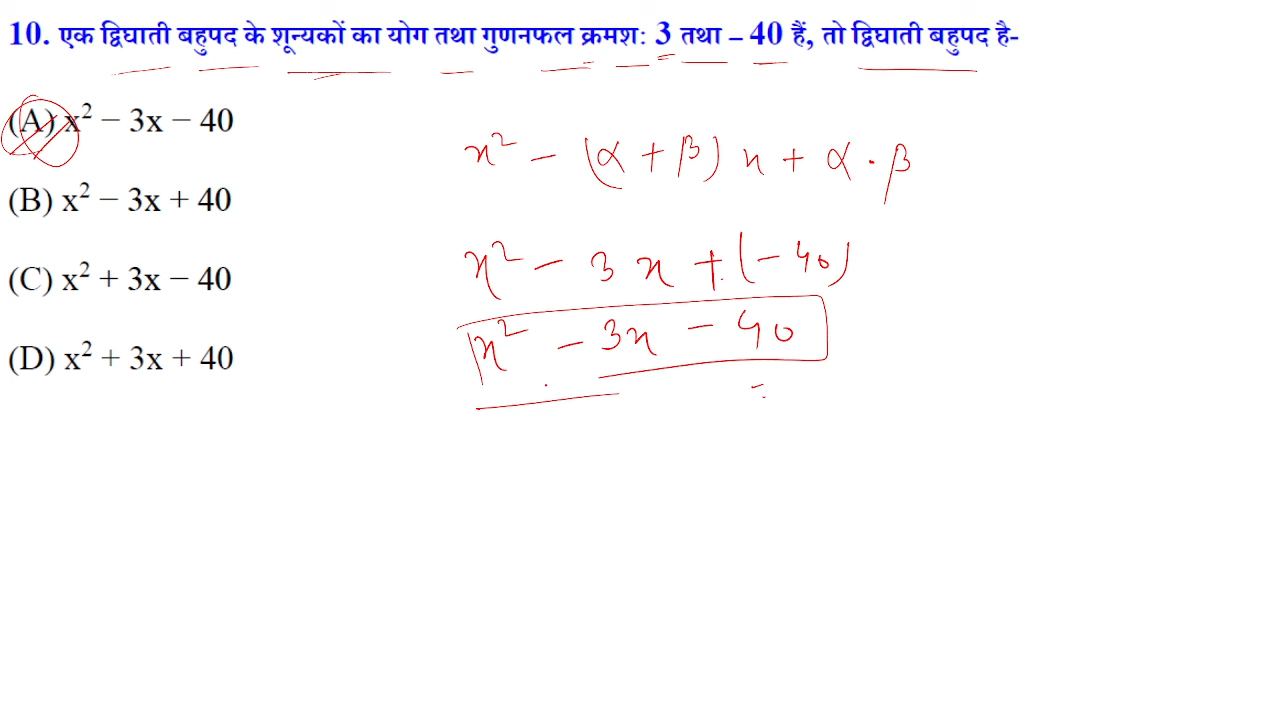 10. एक द्विघाती बहुपद के शून्यकों का योग तथा गुणनफल क्रमशः 3 तथा – 40 हैं, तो द्विघाती बहुपद है-
(A) x² − 3x − 40
(B) x² − 3x + 40
(C) x² + 3x − 40
(D) x² + 3x + 40
x² − (α + β) x + α · β
x² − 3x + (− 40)
x² − 3x − 40